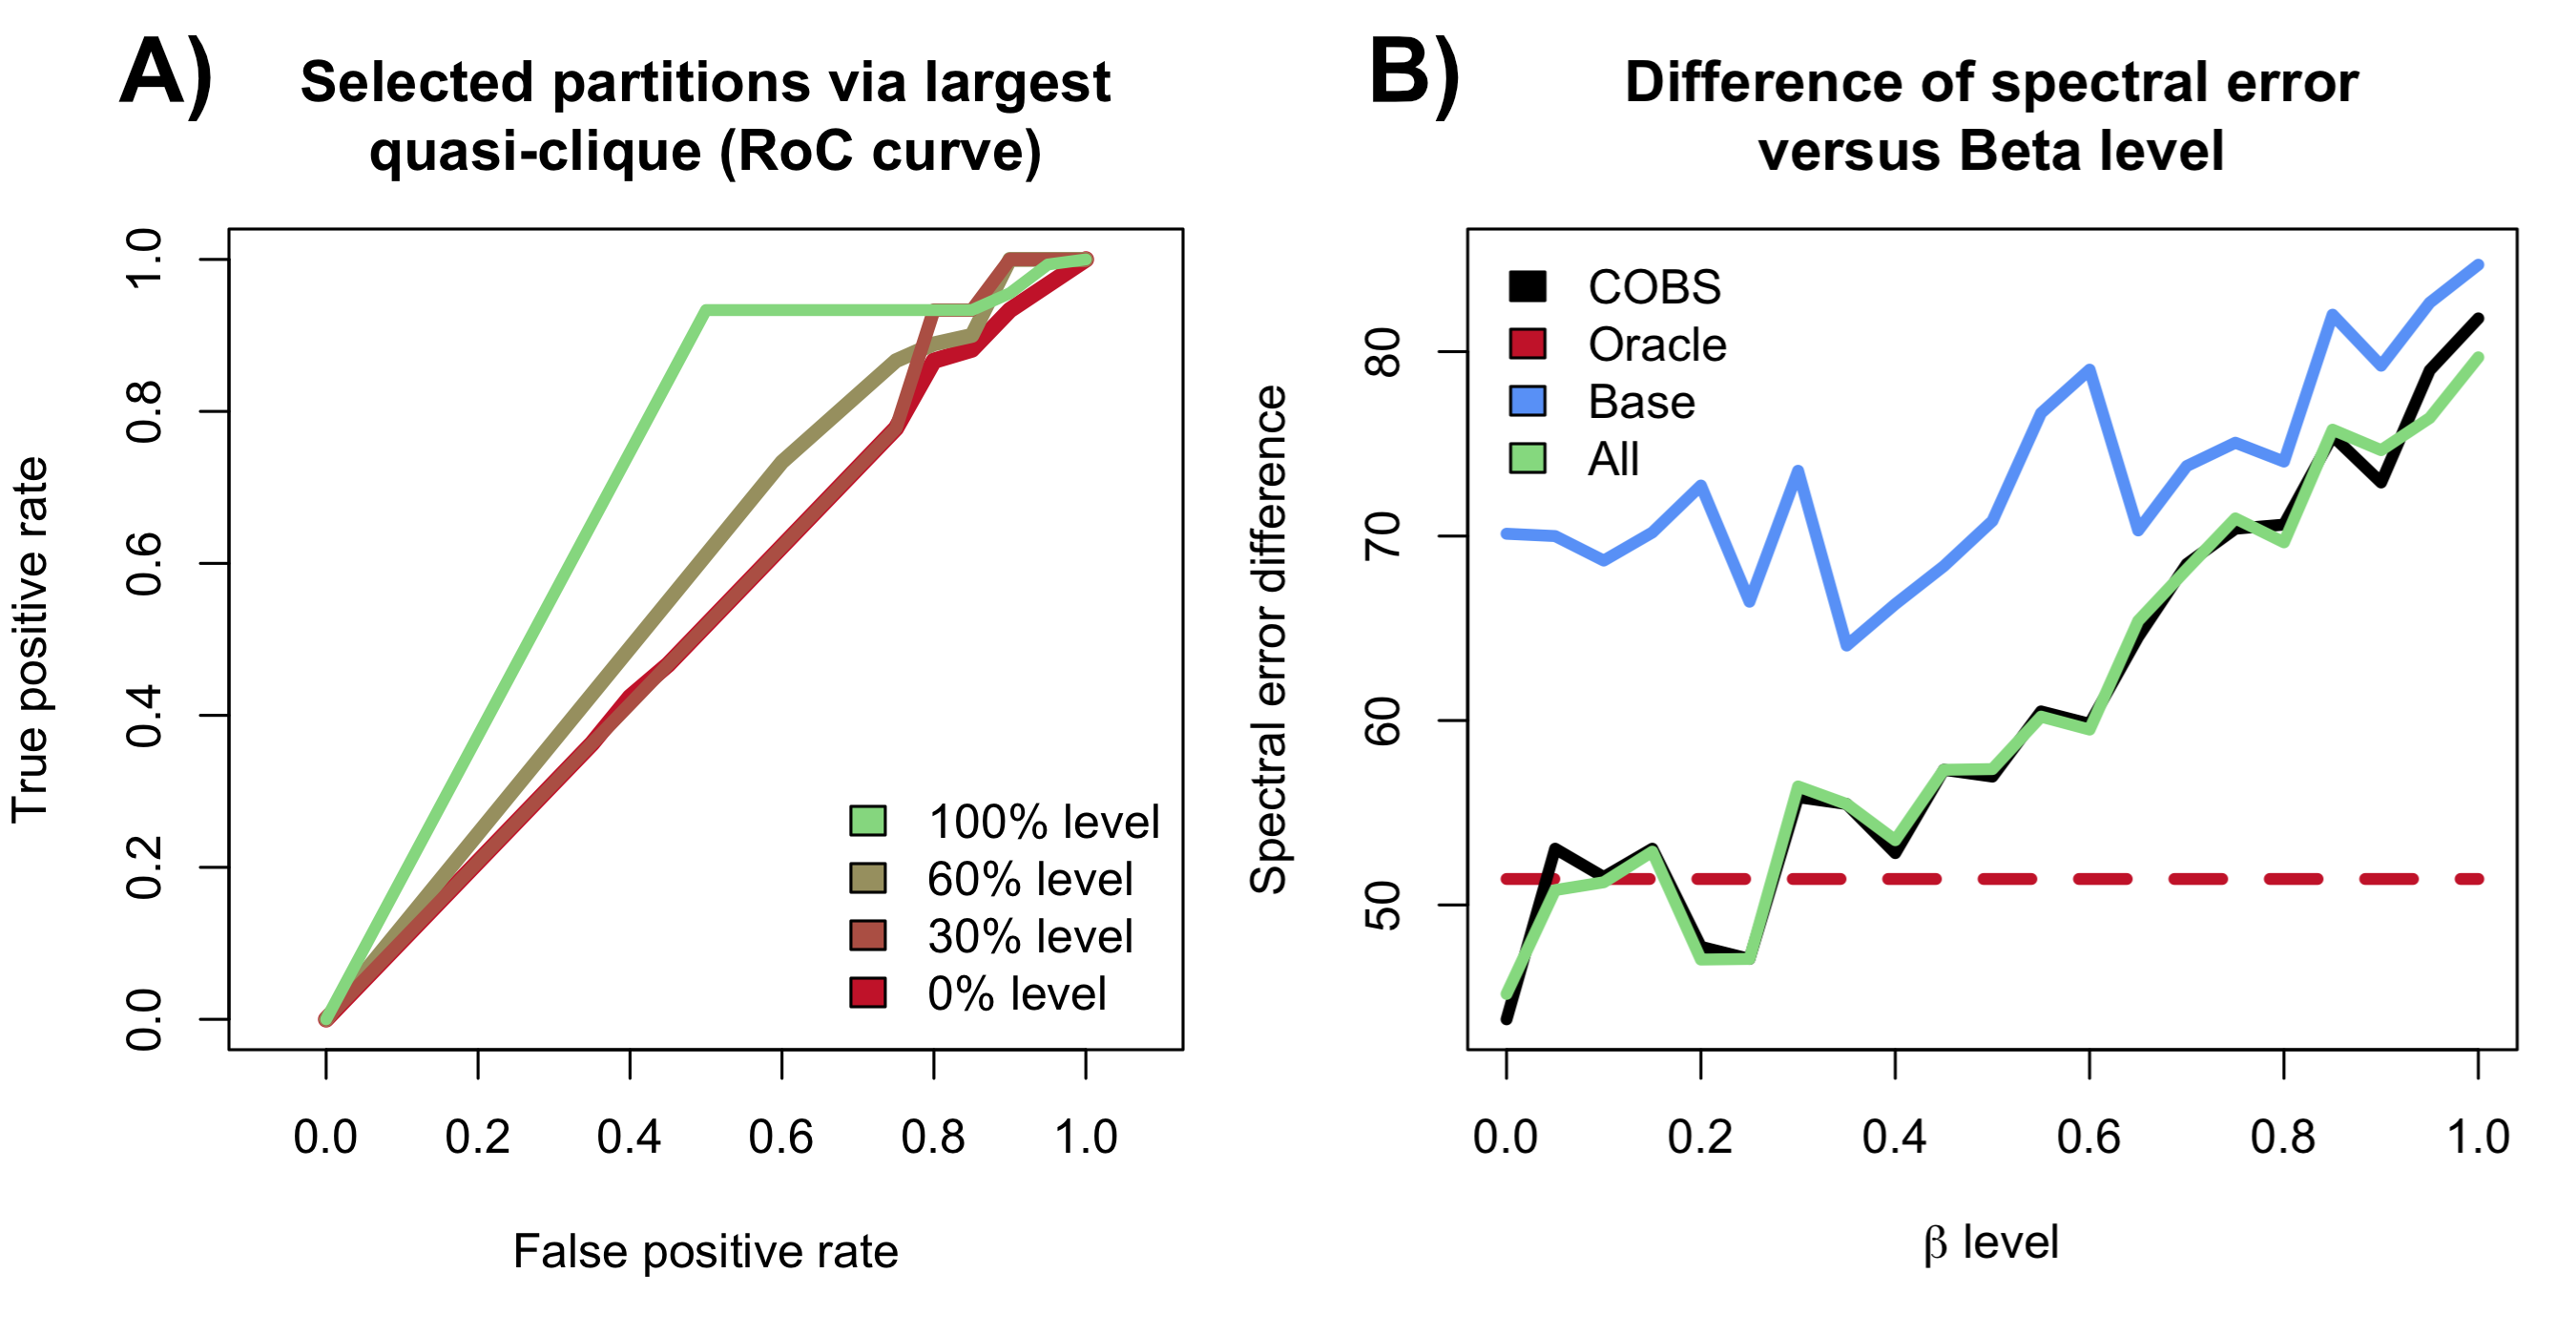 A)
Selected partitions via largest
quasi-clique (RoC curve)
True positive rate
1.0
0.8
0.6
0.4
0.2
0.0
100% level
60% level
30% level
0% level
0.0 0.2 0.4 0.6 0.8 1.0
False positive rate
B)
Difference of spectral error
versus Beta level
Spectral error difference
80
70
60
50
COBS
Oracle
Base
All
0.0 0.2 0.4 0.6 0.8 1.0
β level